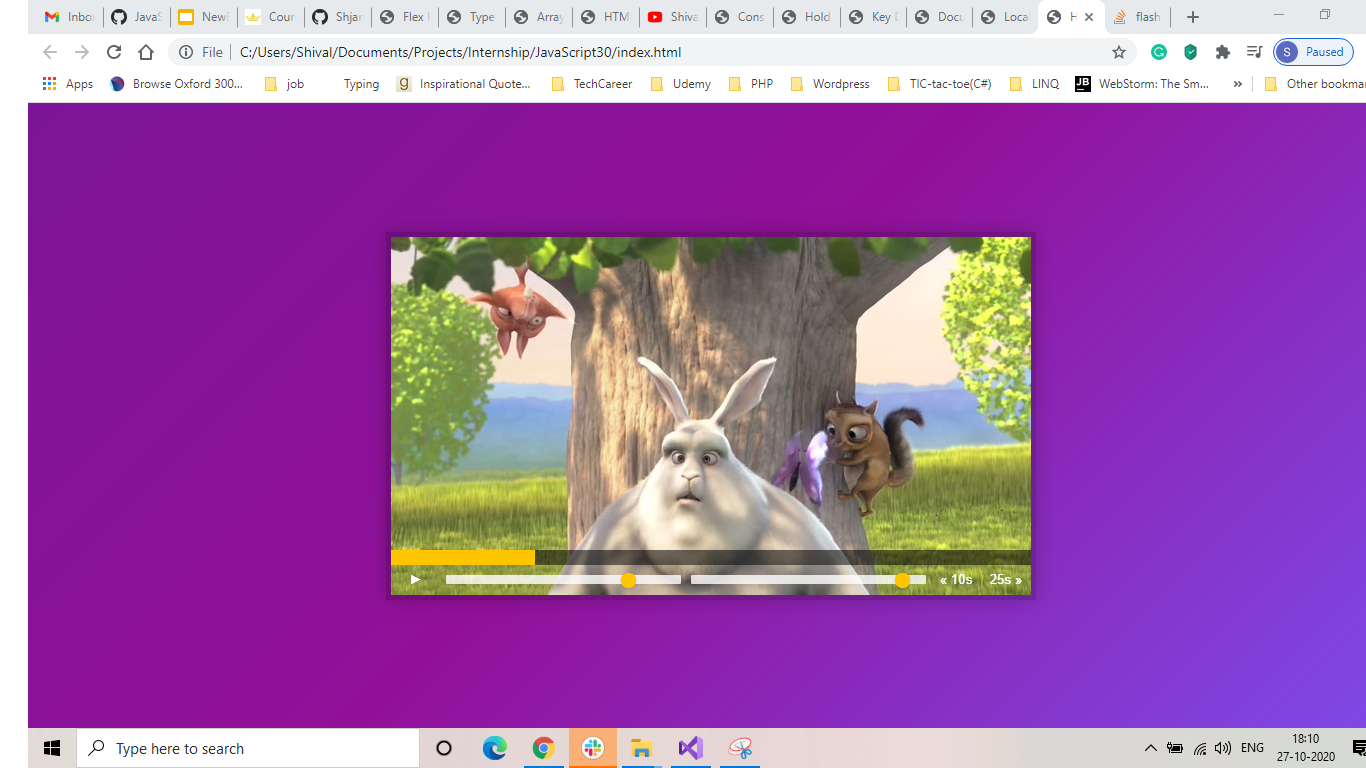 Inbo JavaS New Cour Shjar Flex Type Array HTM Shiva Cons Hold Key Docu Loca H flash
File C:/Users/Shival/Documents/Projects/Internship/JavaScript30/index.html S Paused
Apps Browse Oxford 300... job Typing g Inspirational Quote... TechCareer Udemy PHP Wordpress TIC-tac-toe(C#) LINQ JB WebStorm: The Sm... » Other bookmar
« 10s 25s »
Type here to search ENG 18:10
27-10-2020